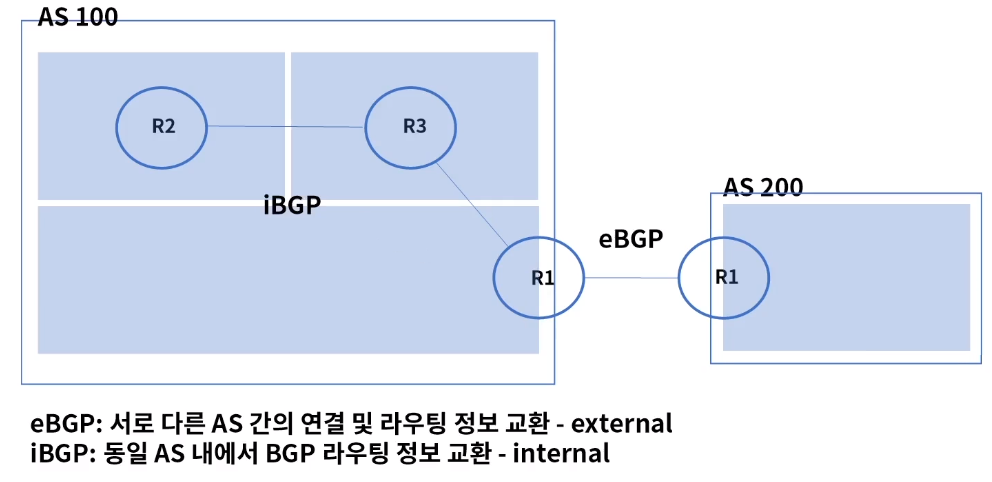 AS 100
R2
R3
iBGP
AS 200
eBGP
R1
R1
eBGP: 서로 다른 AS 간의 연결 및 라우팅 정보 교환 - external
iBGP: 동일 AS 내에서 BGP 라우팅 정보 교환 - internal